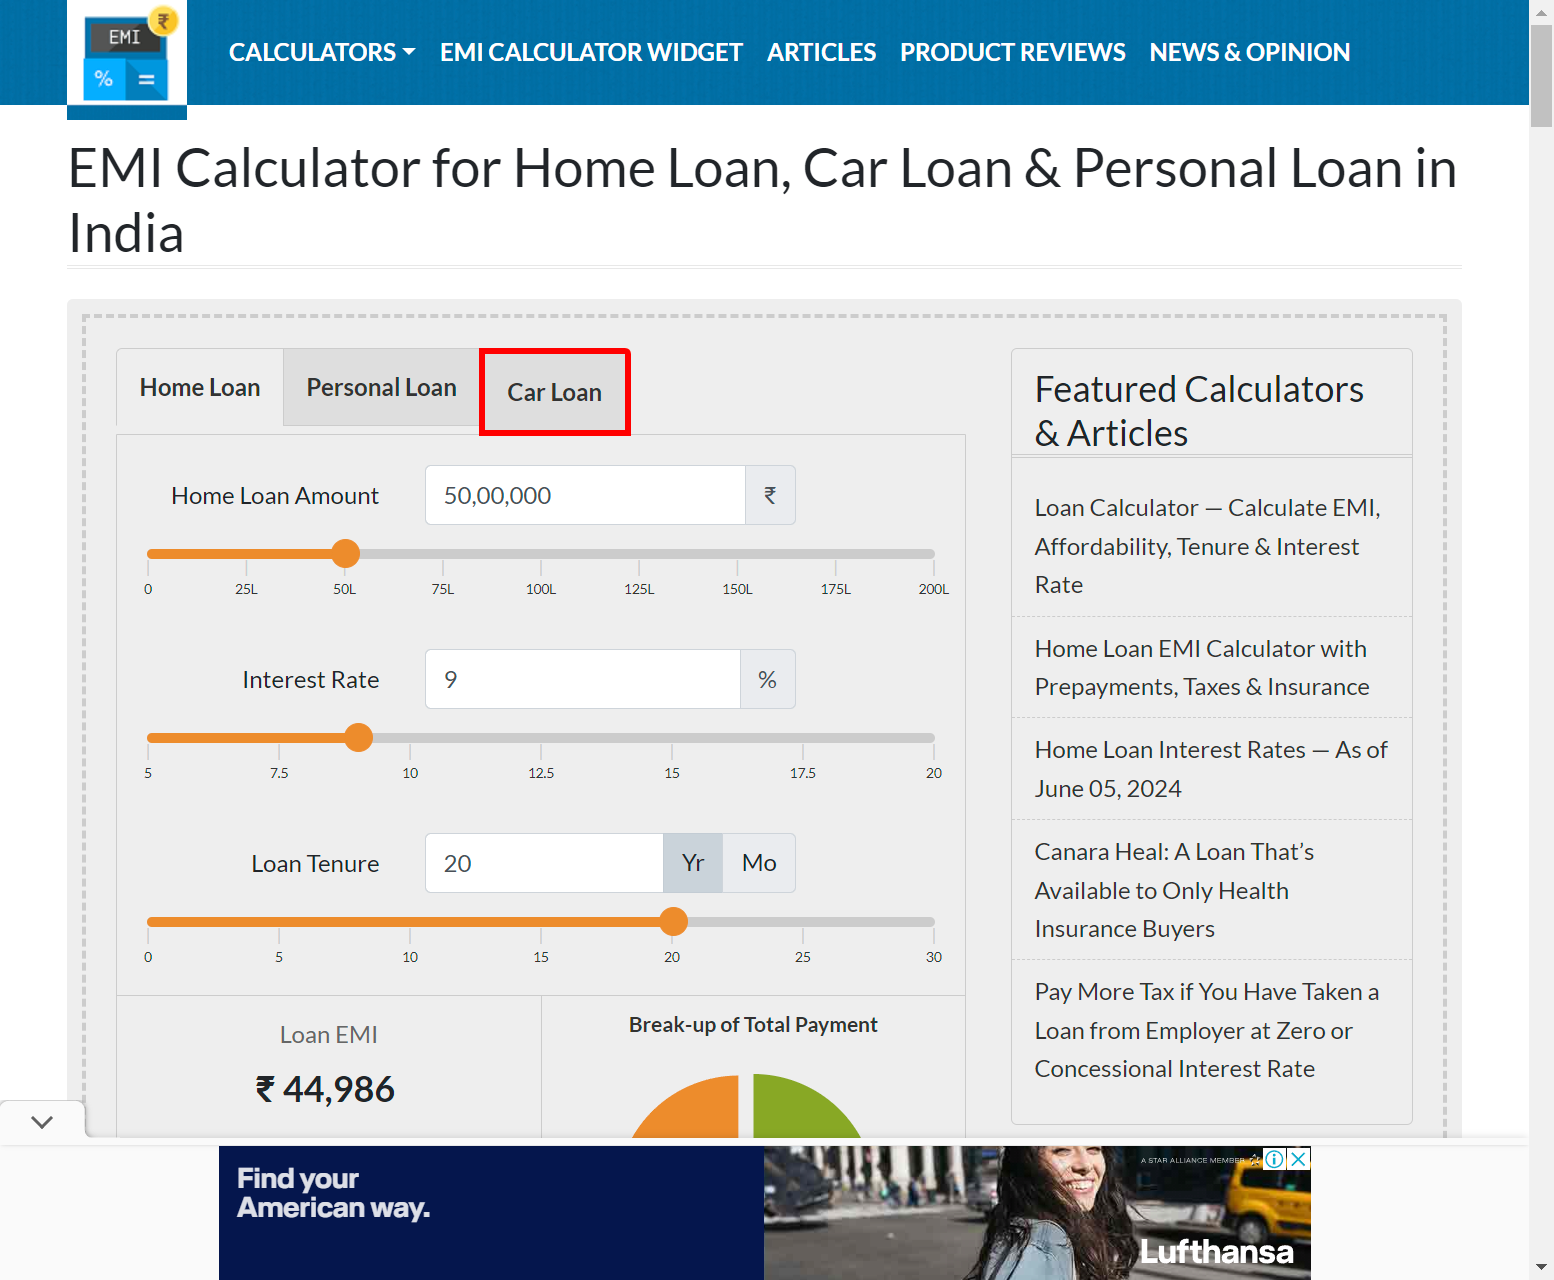 EMI
₹
%
=
CALCULATORS
EMI CALCULATOR WIDGET
ARTICLES
PRODUCT REVIEWS
NEWS & OPINION
EMI Calculator for Home Loan, Car Loan & Personal Loan in
India
Home Loan
Personal Loan
Car Loan
Home Loan Amount
50,00,000
₹
0 25L 50L 75L 100L 125L 150L 175L 200L
Interest Rate
9
%
5 7.5 10 12.5 15 17.5 20
Loan Tenure
20
Yr
Mo
0 5 10 15 20 25 30
Loan EMI
₹ 44,986
Break-up of Total Payment
Featured Calculators
& Articles
Loan Calculator — Calculate EMI,
Affordability, Tenure & Interest
Rate
Home Loan EMI Calculator with
Prepayments, Taxes & Insurance
Home Loan Interest Rates — As of
June 05, 2024
Canara Heal: A Loan That’s
Available to Only Health
Insurance Buyers
Pay More Tax if You Have Taken a
Loan from Employer at Zero or
Concessional Interest Rate
Find your
American way.
A STAR ALLIANCE MEMBER
Lufthansa